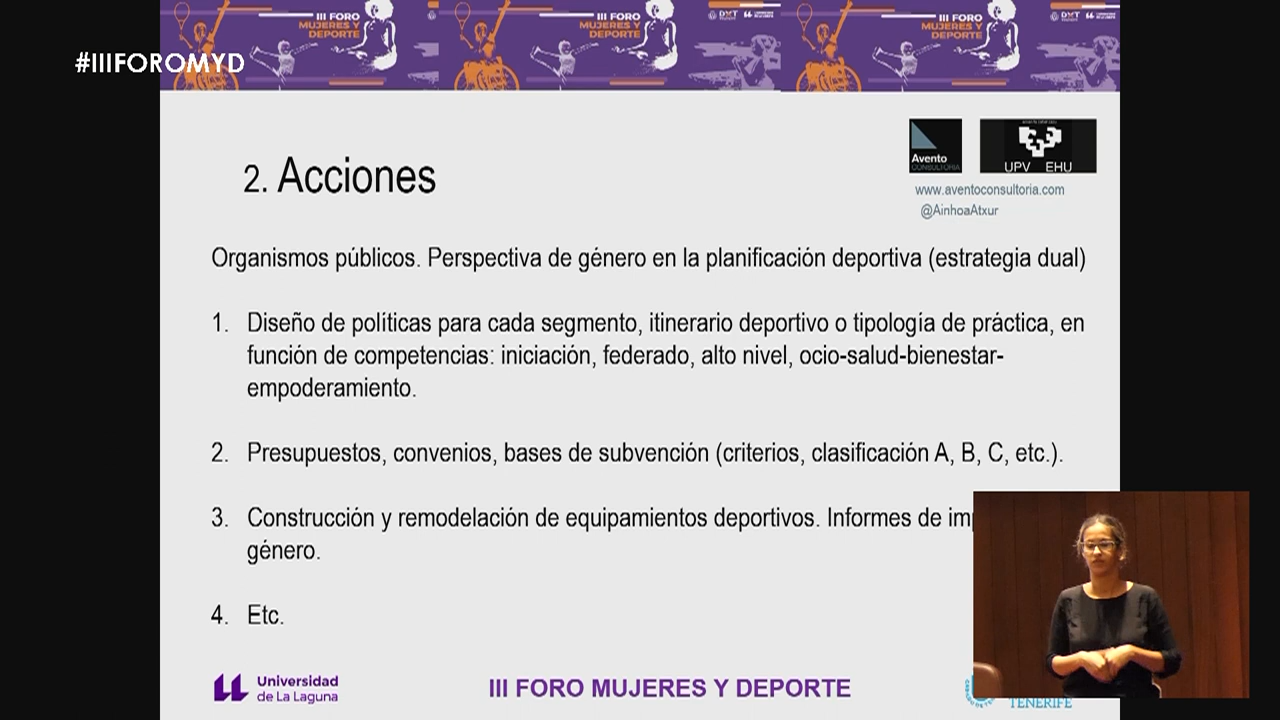 #IIIFOROMYD
III FORO
MUJERES Y
DEPORTE
III FORO
MUJERES Y
DEPORTE
III FORO
MUJERES Y
DEPORTE
Avento
CONSULTORIA
UPV EHU
www.aventoconsultoria.com
@AinhoaAtxur
2. Acciones
Organismos públicos. Perspectiva de género en la planificación deportiva (estrategia dual)
1. Diseño de políticas para cada segmento, itinerario deportivo o tipología de práctica, en
función de competencias: iniciación, federado, alto nivel, ocio-salud-bienestar-
empoderamiento.
2. Presupuestos, convenios, bases de subvención (criterios, clasificación A, B, C, etc.).
3. Construcción y remodelación de equipamientos deportivos. Informes de
género.
4. Etc.
Universidad
de La Laguna
III FORO MUJERES Y DEPORTE
TENERIFE